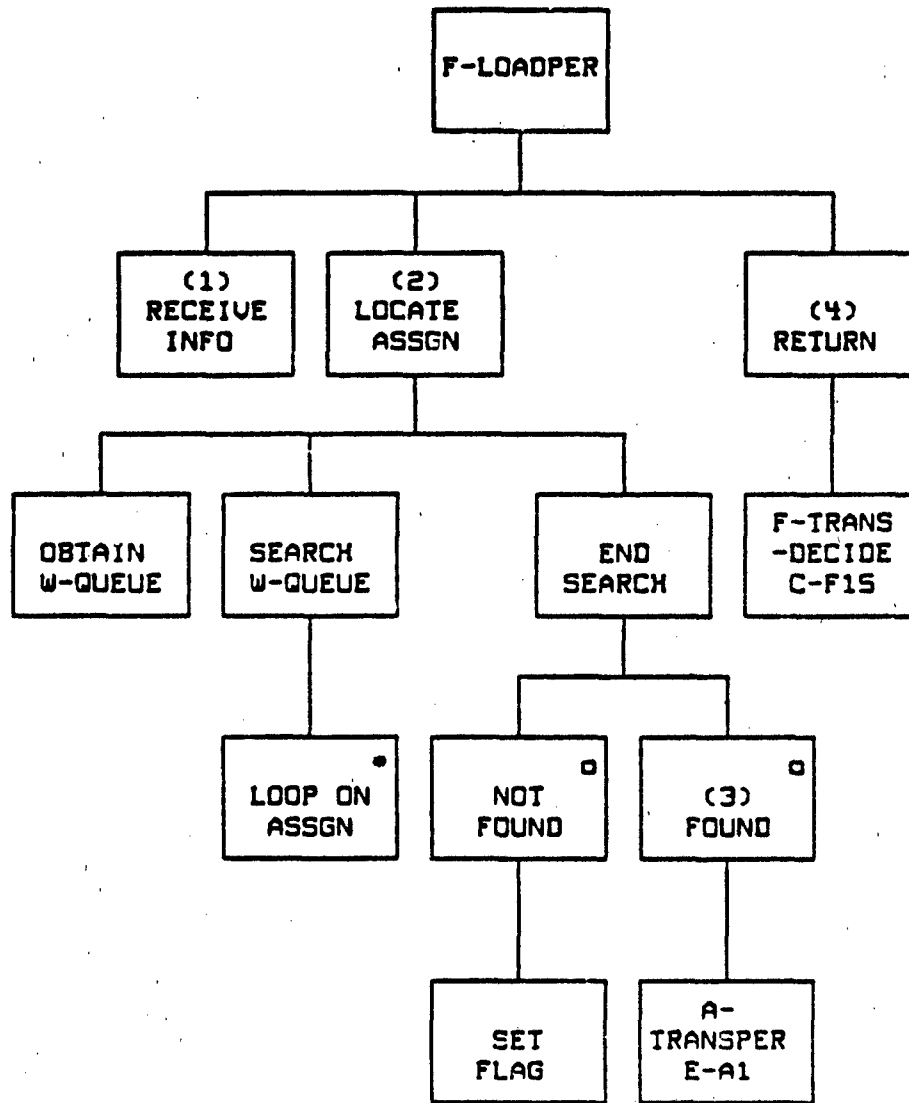 F-LOADPER
(1)
RECEIVE
INFO
(2)
LOCATE
ASSGN
(4)
RETURN
OBTAIN
W-QUEUE
SEARCH
W-QUEUE
END
SEARCH
F-TRANS
-DECIDE
C-F15
*
LOOP ON
ASSGN
NOT
FOUND
(3)
FOUND
SET
FLAG
A-
TRANSPER
E-A1